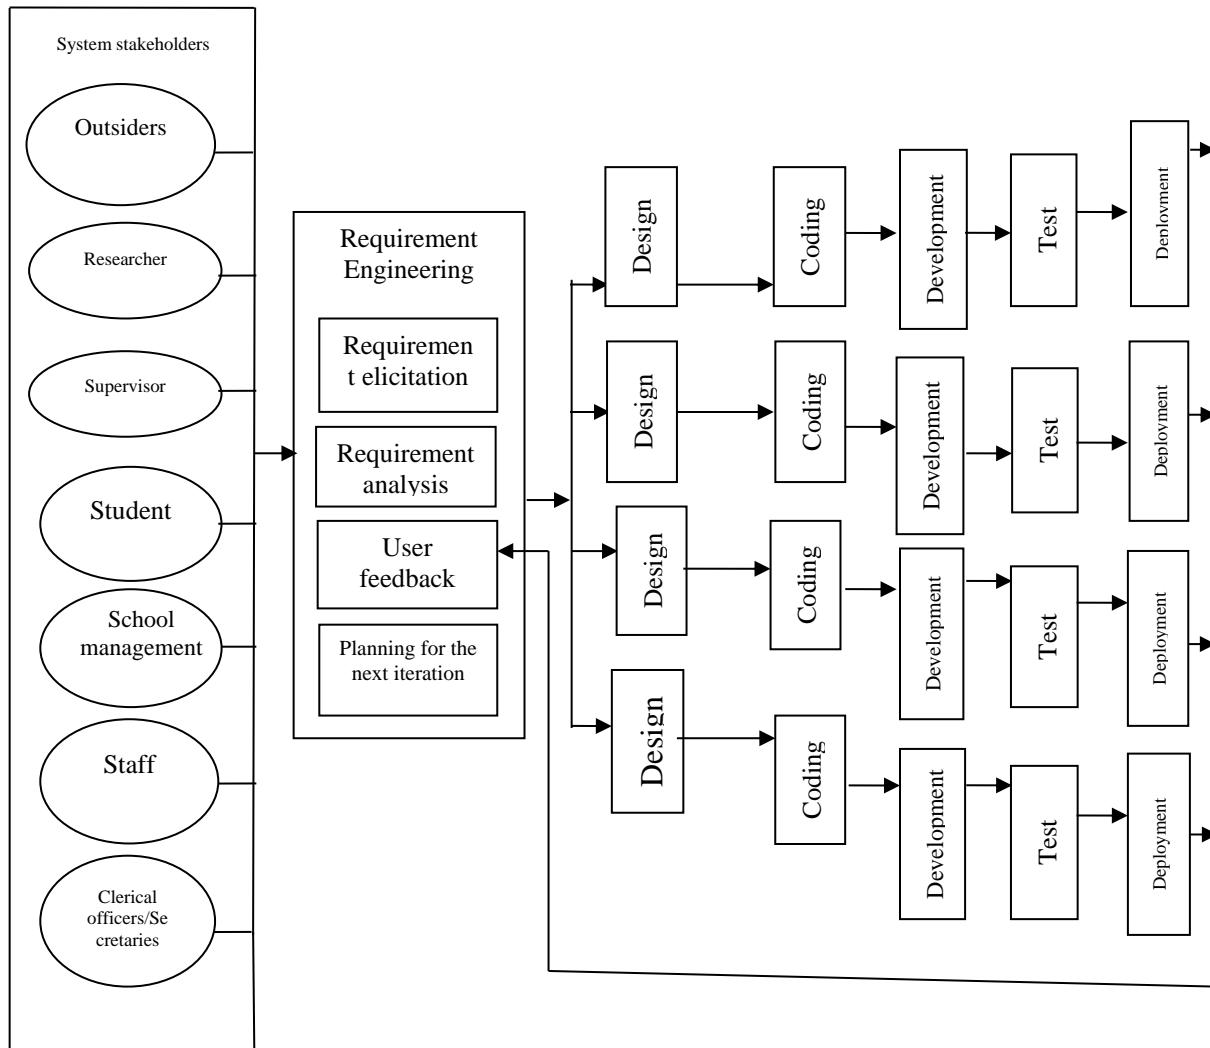 System stakeholders
Outsiders
Researcher
Supervisor
Student
School
management
Staff
Clerical
officers/Se
cretaries
Requirement
Engineering
Requiremen
t elicitation
Requirement
analysis
User
feedback
Planning for the
next iteration
Design
Coding
Development
Test
Deployment
Design
Coding
Development
Test
Deployment
Design
Coding
Development
Test
Deployment
Design
Coding
Development
Test
Deployment